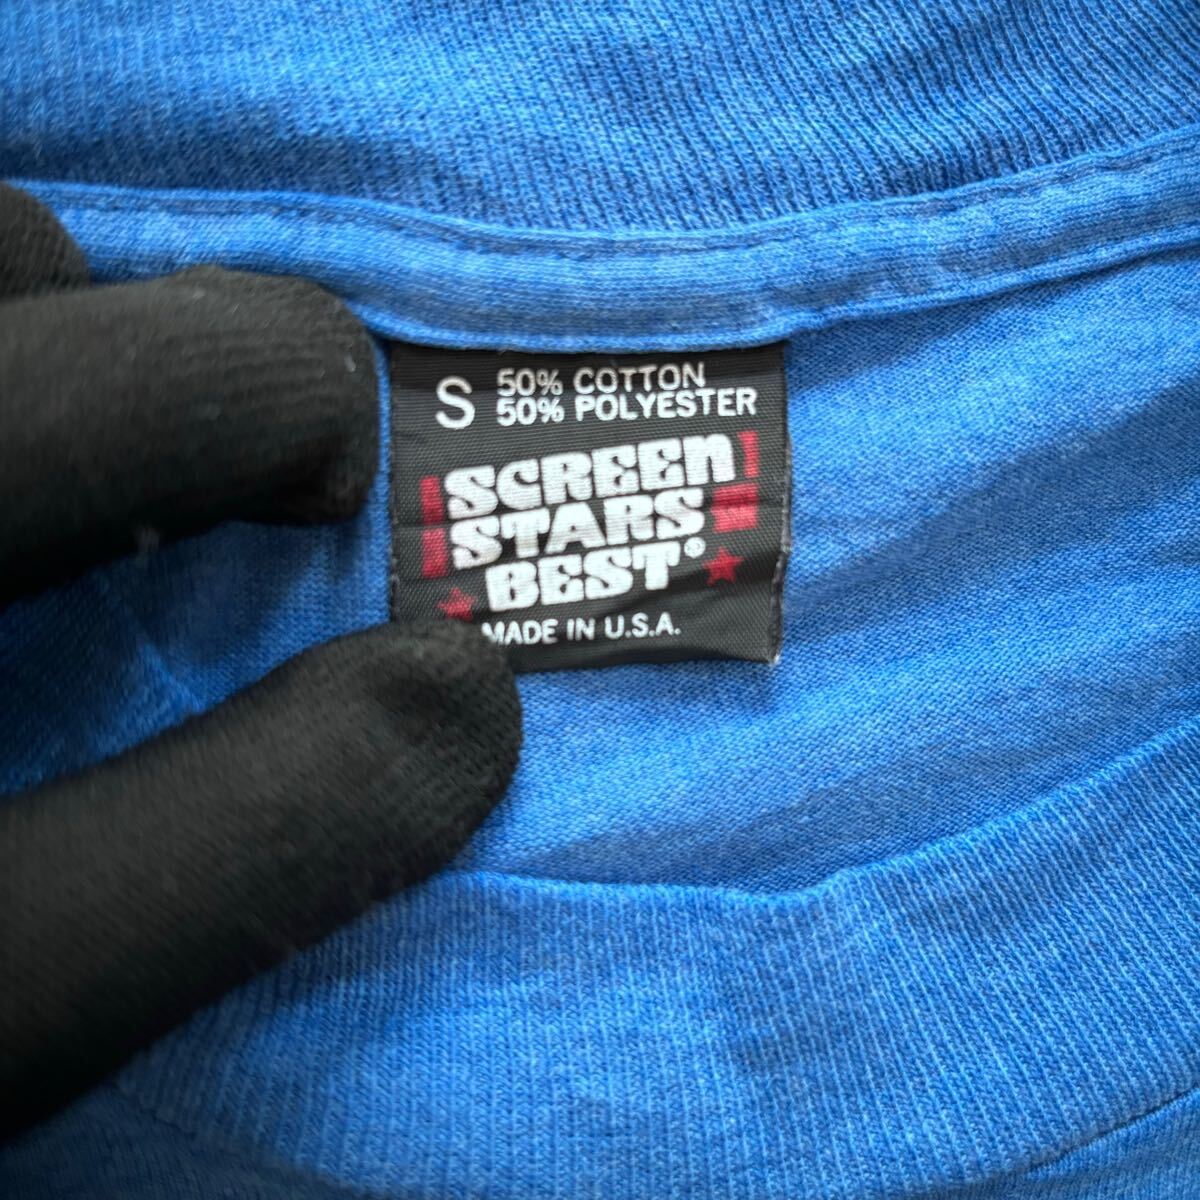 S 50% COTTON
50% POLYESTER
SCREEN
STARS
BEST®
MADE IN U.S.A.